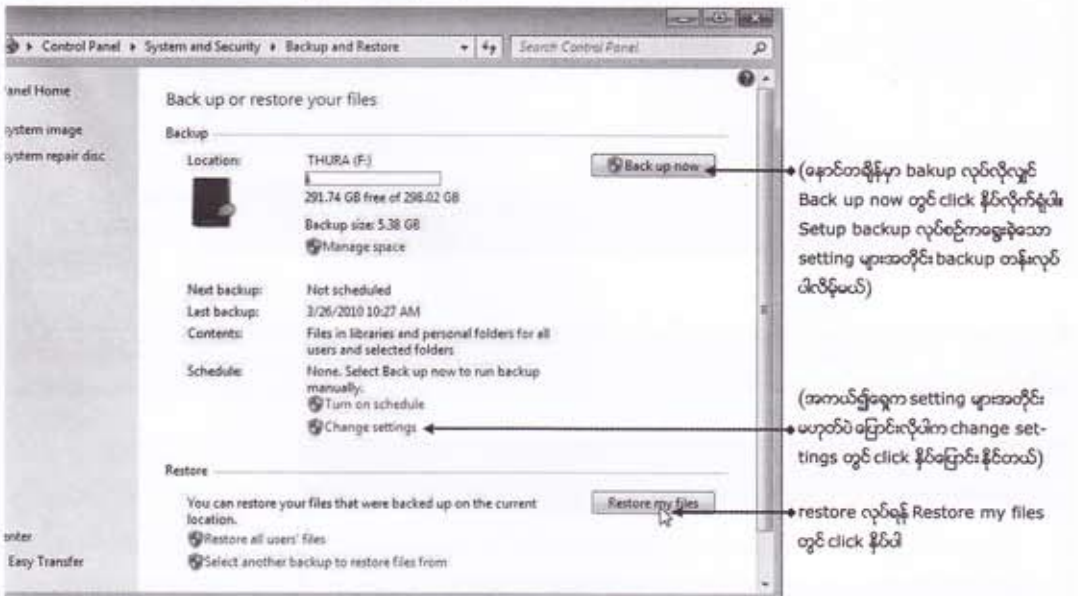 Control Panel ▸ System and Security ▸ Backup and Restore
Search Control Panel
anel Home
ystem image
ystem repair disc
Back up or restore your files
Backup
Location: THURA (F:)
Back up now
291.74 GB free of 298.02 GB
Backup size: 5.38 GB
Manage space
Next backup: Not scheduled
Last backup: 3/26/2010 10:27 AM
Contents: Files in libraries and personal folders for all
users and selected folders
Schedule: None. Select Back up now to run backup
manually.
Turn on schedule
Change settings
Restore
You can restore your files that were backed up on the current
location.
Restore my files
Restore all users' files
Select another backup to restore files from
enter
Easy Transfer
(နောင်တချိန်မှာ bakup လုပ်လိုလျှင်
Back up now တွင် click နှိပ်လိုက်ရုံပါ။
Setup backup လုပ်စဉ်ကရွေးခဲ့သော
setting များအတိုင်း backup တန်းလုပ်
ပါလိမ့်မယ်)
(အကယ်၍ရှေ့က setting များအတိုင်း
မဟုတ်ပဲ ပြောင်းလိုပါက change set-
tings တွင် click နှိပ်ပြောင်းနိုင်တယ်)
restore လုပ်ရန် Restore my files
တွင် click နှိပ်ပါ